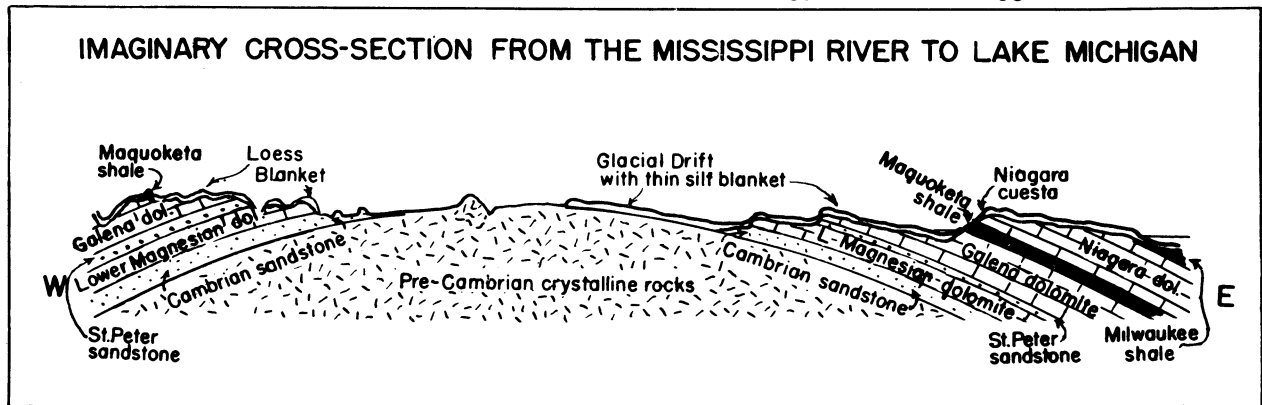 IMAGINARY CROSS-SECTION FROM THE MISSISSIPPI RIVER TO LAKE MICHIGAN
Maquoketa
shale
Loess
Blanket
Glacial Drift
with thin silf blanket
Maquoketa
shale
Niagara
cuesta
Galena dol.
Lower Magnesian dol.
Cambrian sandstone
Pre-Cambrian crystalline rocks
L-Magnesian dolomite
Cambrian sandstone
Galena dolomite
Niagara dol.
W
E
St.Peter
sandstone
St.Peter
sandstone
Milwaukee
shale